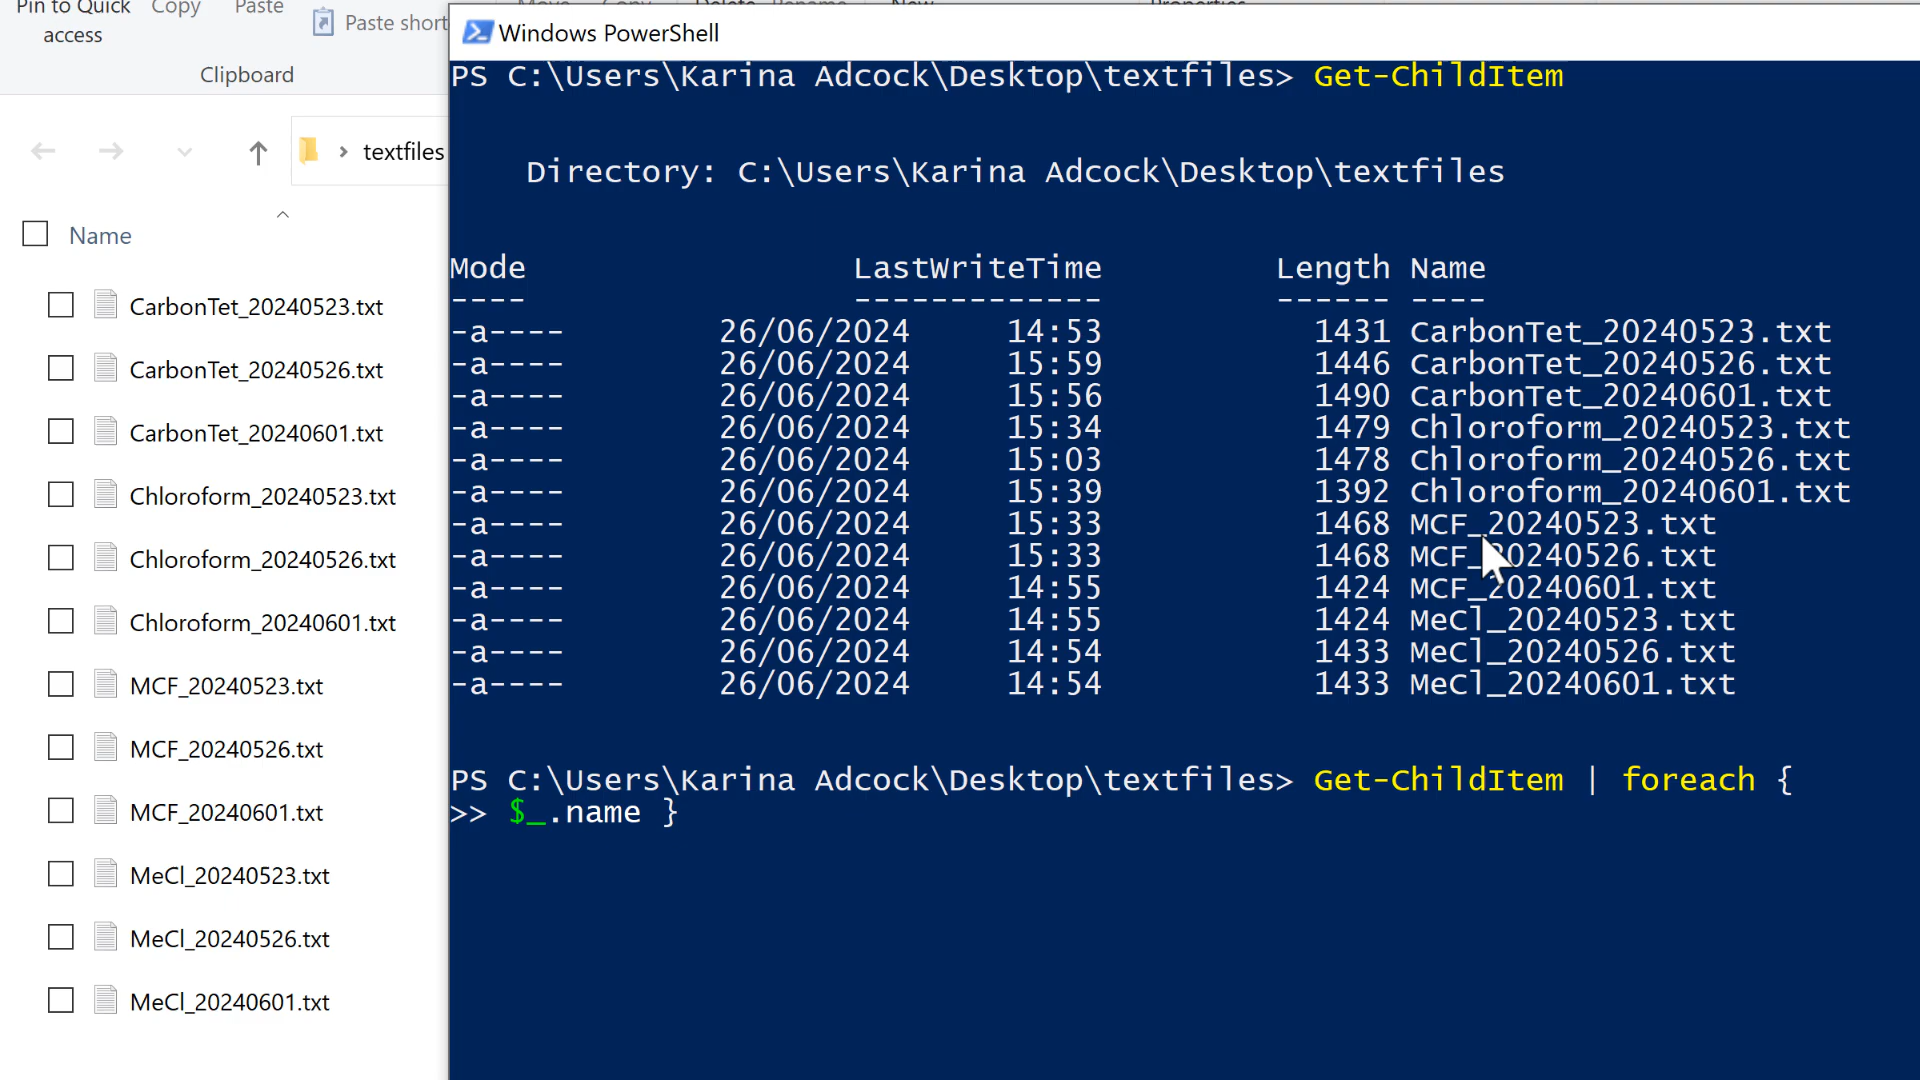 Pin to Quick
access
Copy
Paste
Paste short
Clipboard
textfiles
Name
CarbonTet_20240523.txt
CarbonTet_20240526.txt
CarbonTet_20240601.txt
Chloroform_20240523.txt
Chloroform_20240526.txt
Chloroform_20240601.txt
MCF_20240523.txt
MCF_20240526.txt
MCF_20240601.txt
MeCl_20240523.txt
MeCl_20240526.txt
MeCl_20240601.txt
Windows PowerShell
PS C:\Users\Karina Adcock\Desktop\textfiles> Get-ChildItem
Directory: C:\Users\Karina Adcock\Desktop\textfiles
Mode LastWriteTime Length Name
---- ------------- ------ ----
-a---- 26/06/2024 14:53 1431 CarbonTet_20240523.txt
-a---- 26/06/2024 15:59 1446 CarbonTet_20240526.txt
-a---- 26/06/2024 15:56 1490 CarbonTet_20240601.txt
-a---- 26/06/2024 15:34 1479 Chloroform_20240523.txt
-a---- 26/06/2024 15:03 1478 Chloroform_20240526.txt
-a---- 26/06/2024 15:39 1392 Chloroform_20240601.txt
-a---- 26/06/2024 15:33 1468 MCF_20240523.txt
-a---- 26/06/2024 15:33 1468 MCF_20240526.txt
-a---- 26/06/2024 14:55 1424 MCF_20240601.txt
-a---- 26/06/2024 14:55 1424 MeCl_20240523.txt
-a---- 26/06/2024 14:54 1433 MeCl_20240526.txt
-a---- 26/06/2024 14:54 1433 MeCl_20240601.txt
PS C:\Users\Karina Adcock\Desktop\textfiles> Get-ChildItem | foreach {
>> $_.name }